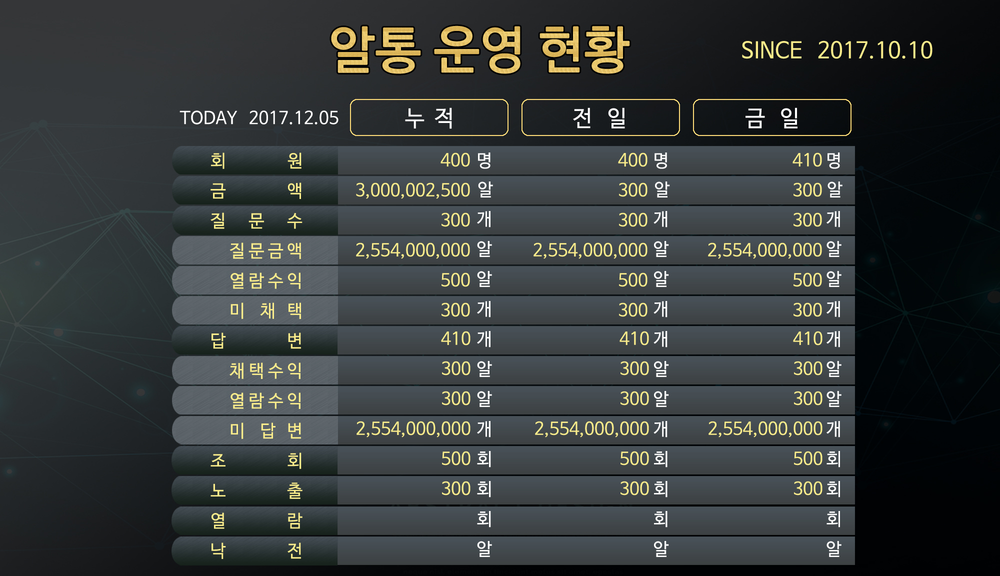 알통 운영 현황
SINCE 2017.10.10
TODAY 2017.12.05 누적 전일 금일
회원 400 명 400 명 410 명
금액 3,000,002,500 알 300 알 300 알
질문수 300 개 300 개 300 개
질문금액 2,554,000,000 알 2,554,000,000 알 2,554,000,000 알
열람수익 500 알 500 알 500 알
미채택 300 개 300 개 300 개
답변 410 개 410 개 410 개
채택수익 300 알 300 알 300 알
열람수익 300 알 300 알 300 알
미답변 2,554,000,000 개 2,554,000,000 개 2,554,000,000 개
조회 500 회 500 회 500 회
노출 300 회 300 회 300 회
열람 회 회 회
낙전 알 알 알